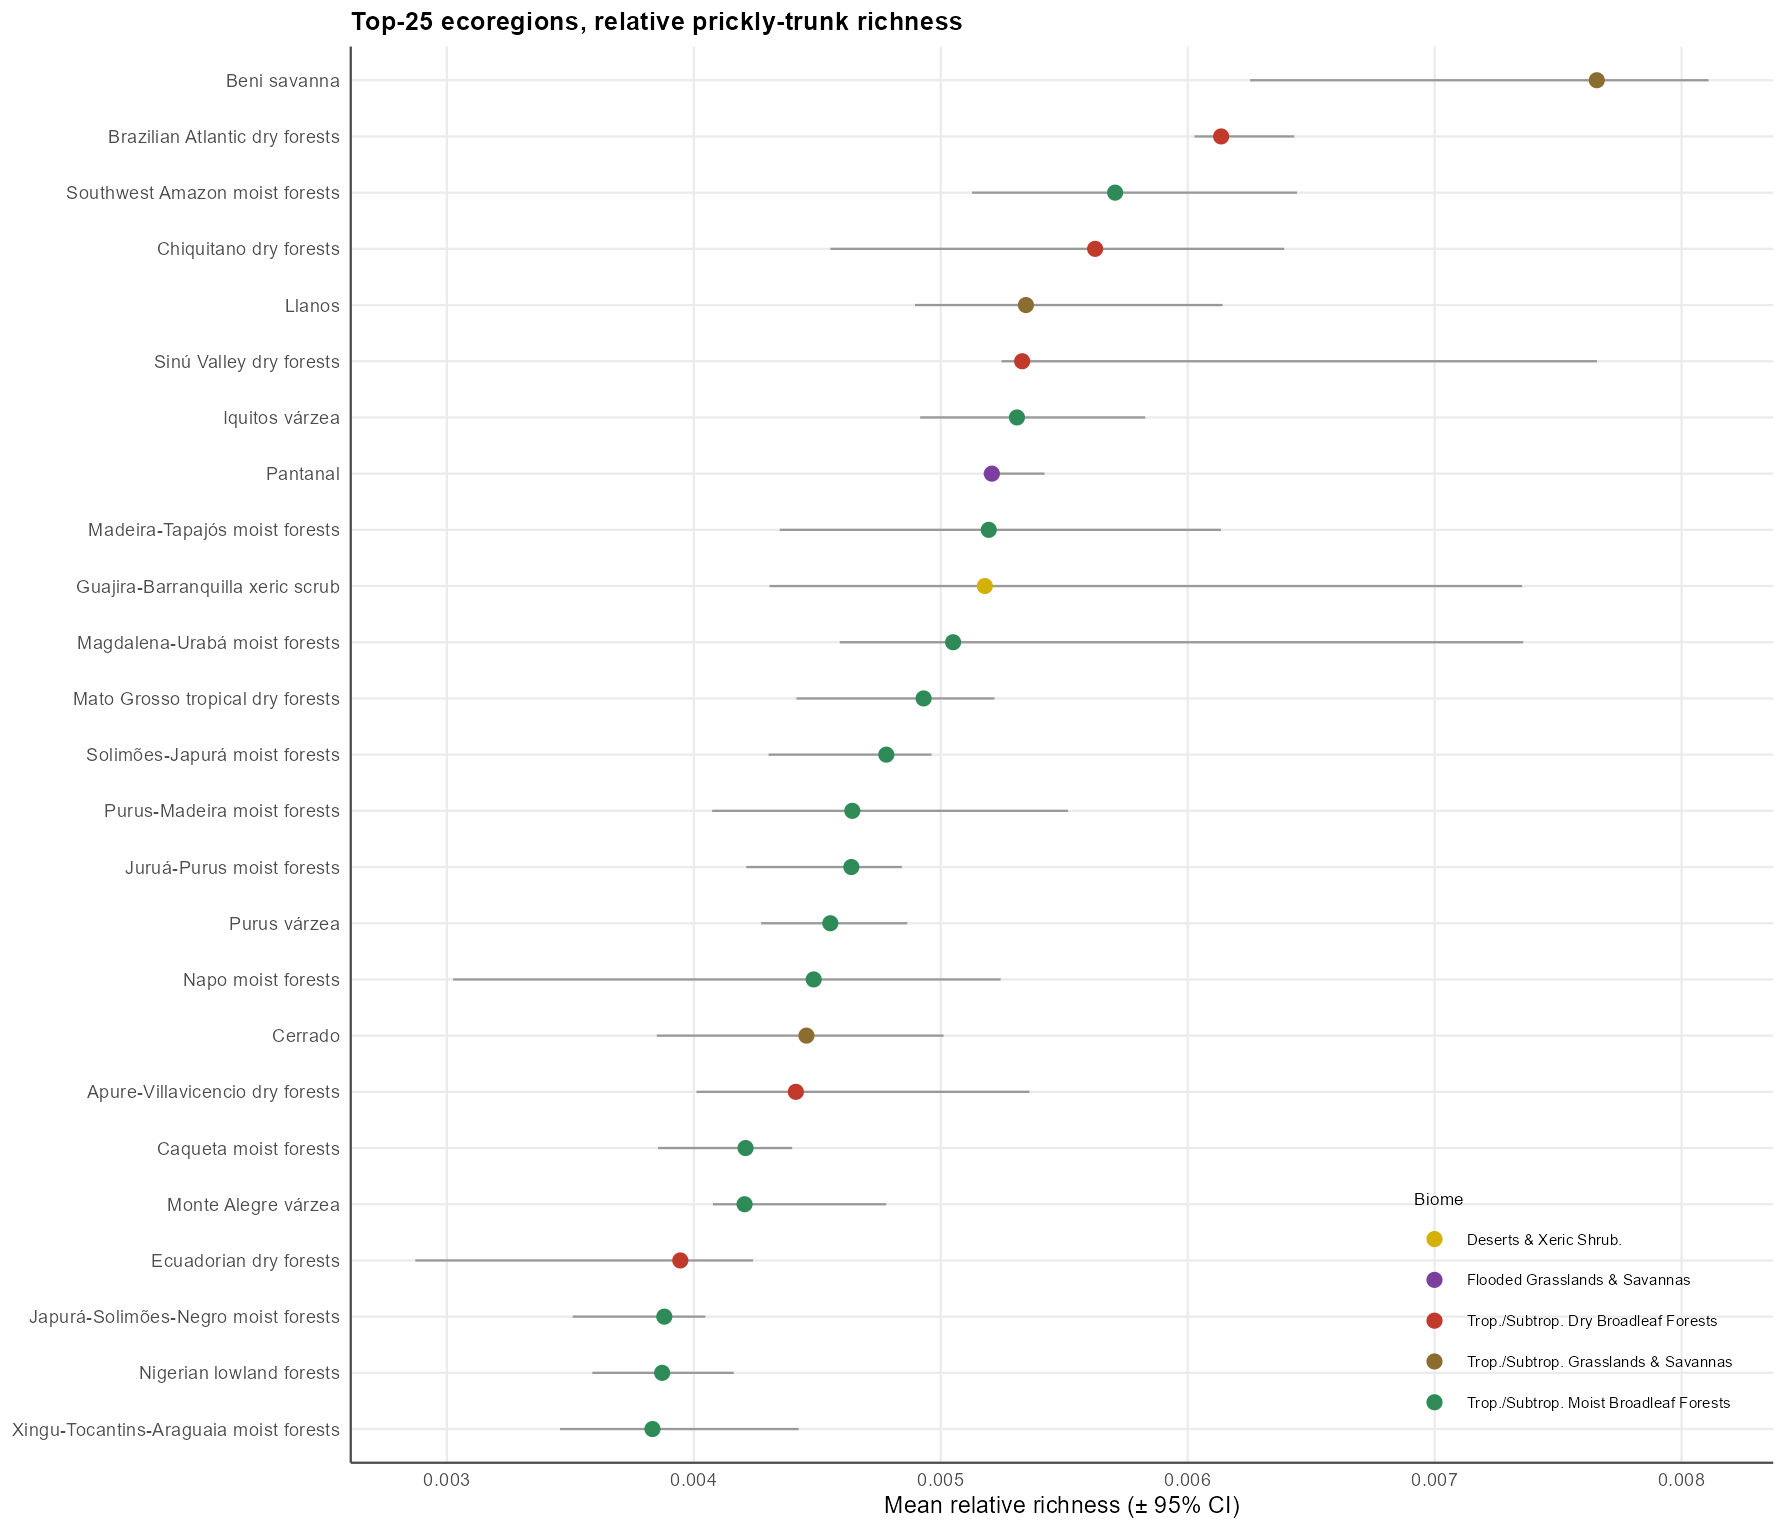 Top-25 ecoregions, relative prickly-trunk richness
Beni savanna
Brazilian Atlantic dry forests
Southwest Amazon moist forests
Chiquitano dry forests
Llanos
Sinú Valley dry forests
Iquitos várzea
Pantanal
Madeira-Tapajós moist forests
Guajira-Barranquilla xeric scrub
Magdalena-Urabá moist forests
Mato Grosso tropical dry forests
Solimões-Japurá moist forests
Purus-Madeira moist forests
Juruá-Purus moist forests
Purus várzea
Napo moist forests
Cerrado
Apure-Villavicencio dry forests
Caqueta moist forests
Monte Alegre várzea
Ecuadorian dry forests
Japurá-Solimões-Negro moist forests
Nigerian lowland forests
Xingu-Tocantins-Araguaia moist forests
Biome
Deserts & Xeric Shrub.
Flooded Grasslands & Savannas
Trop./Subtrop. Dry Broadleaf Forests
Trop./Subtrop. Grasslands & Savannas
Trop./Subtrop. Moist Broadleaf Forests
0.003 0.004 0.005 0.006 0.007 0.008
Mean relative richness (± 95% CI)